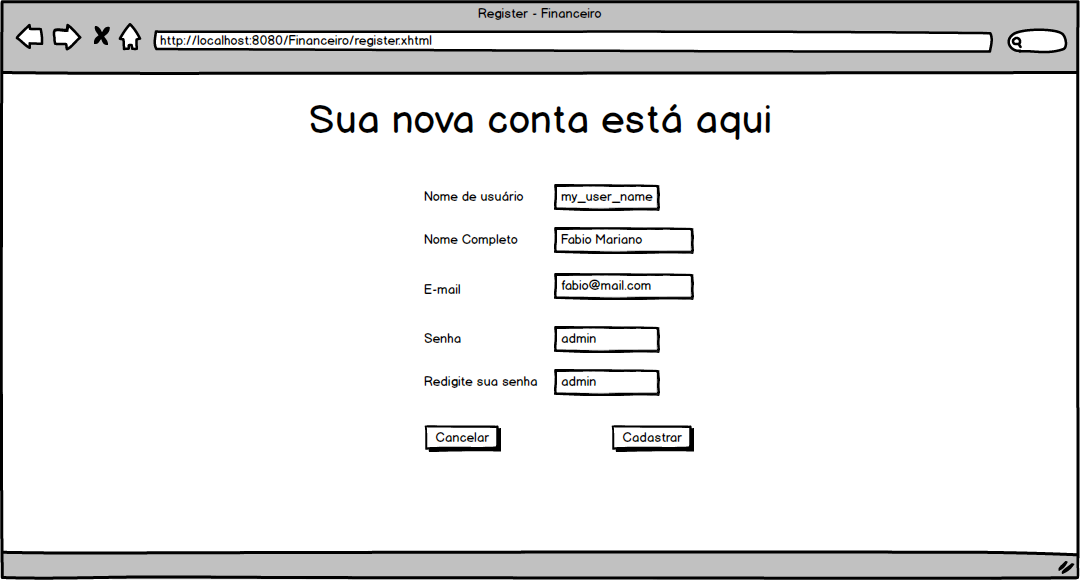 Register - Financeiro
http://localhost:8080/Financeiro/register.xhtml
Sua nova conta está aqui
Nome de usuário my_user_name
Nome Completo Fabio Mariano
E-mail fabio@mail.com
Senha admin
Redigite sua senha admin
Cancelar Cadastrar